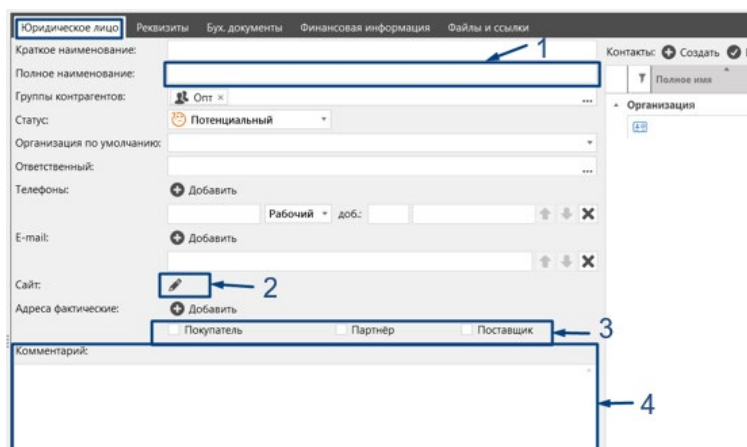 Юридическое лицо Реквизиты Бух. документы Финансовая информация Файлы и ссылки
Краткое наименование: 1 Контакты: Создать
Полное наименование: Полное имя
Группы контрагентов: Опт × ...
Организация
Статус: Потенциальный
Организация по умолчанию:
Ответственный: ...
Телефоны: Добавить
Рабочий доб.:
E-mail: Добавить
Сайт: 2
Адреса фактические: Добавить
Покупатель Партнёр Поставщик 3
Комментарий:
4